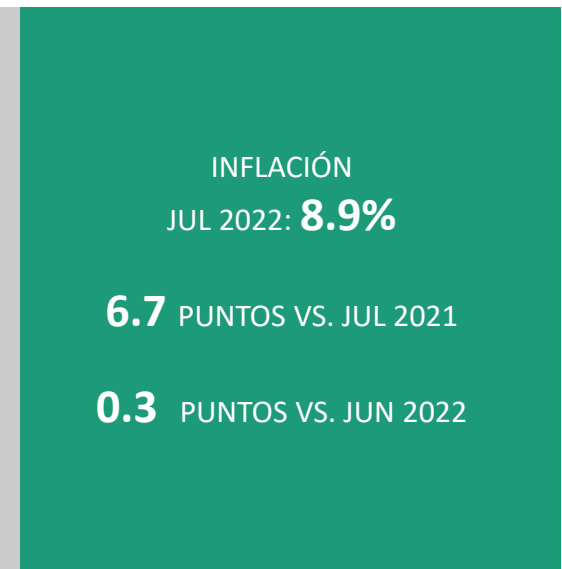 INFLACIÓN
JUL 2022: 8.9%
6.7 PUNTOS VS. JUL 2021
0.3 PUNTOS VS. JUN 2022